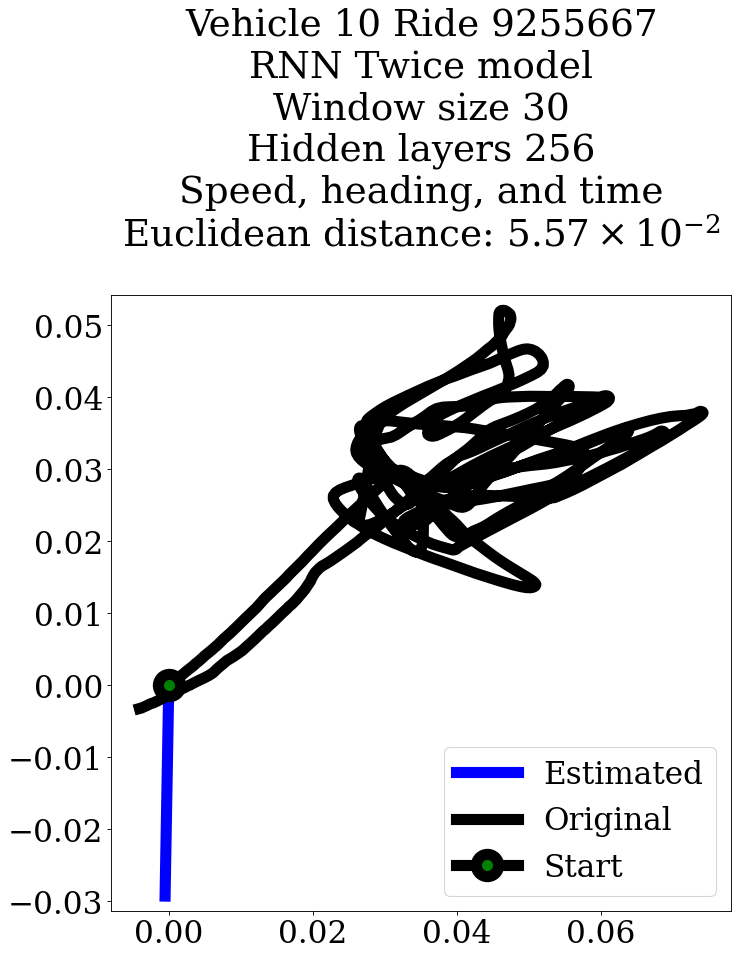 Vehicle 10 Ride 9255667
RNN Twice model
Window size 30
Hidden layers 256
Speed, heading, and time
Euclidean distance: 5.57 × 10⁻²
0.05
0.04
0.03
0.02
0.01
0.00
−0.01
−0.02
−0.03
Estimated
Original
Start
0.00 0.02 0.04 0.06